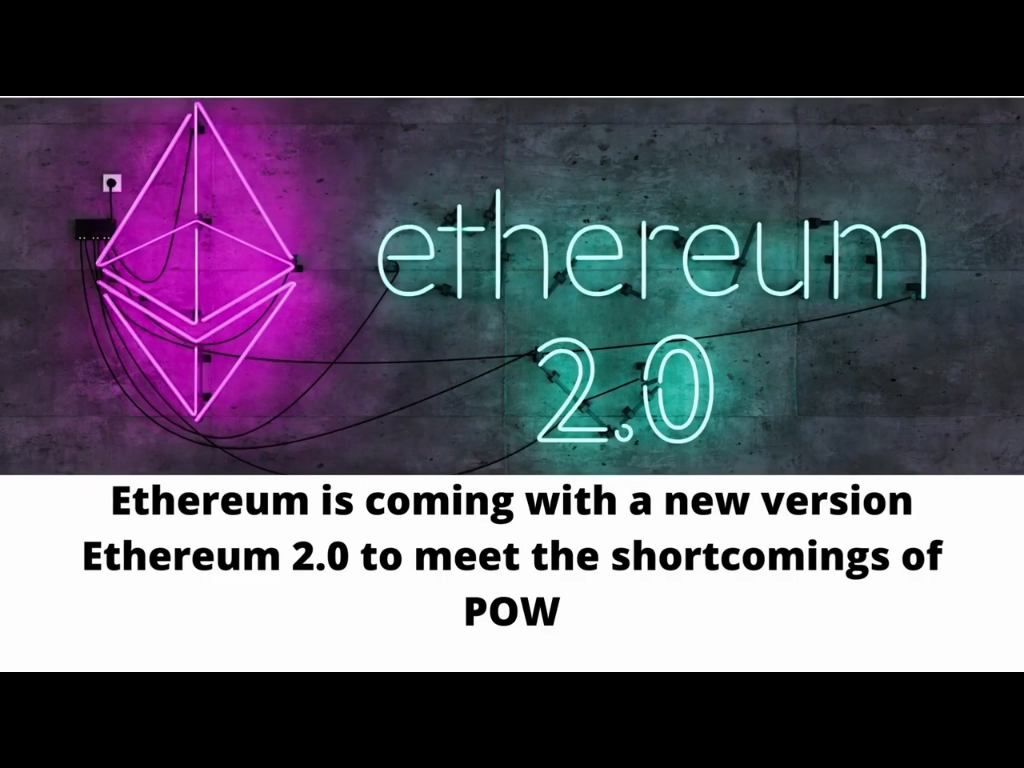 ethereum
2.0
Ethereum is coming with a new version
Ethereum 2.0 to meet the shortcomings of
POW